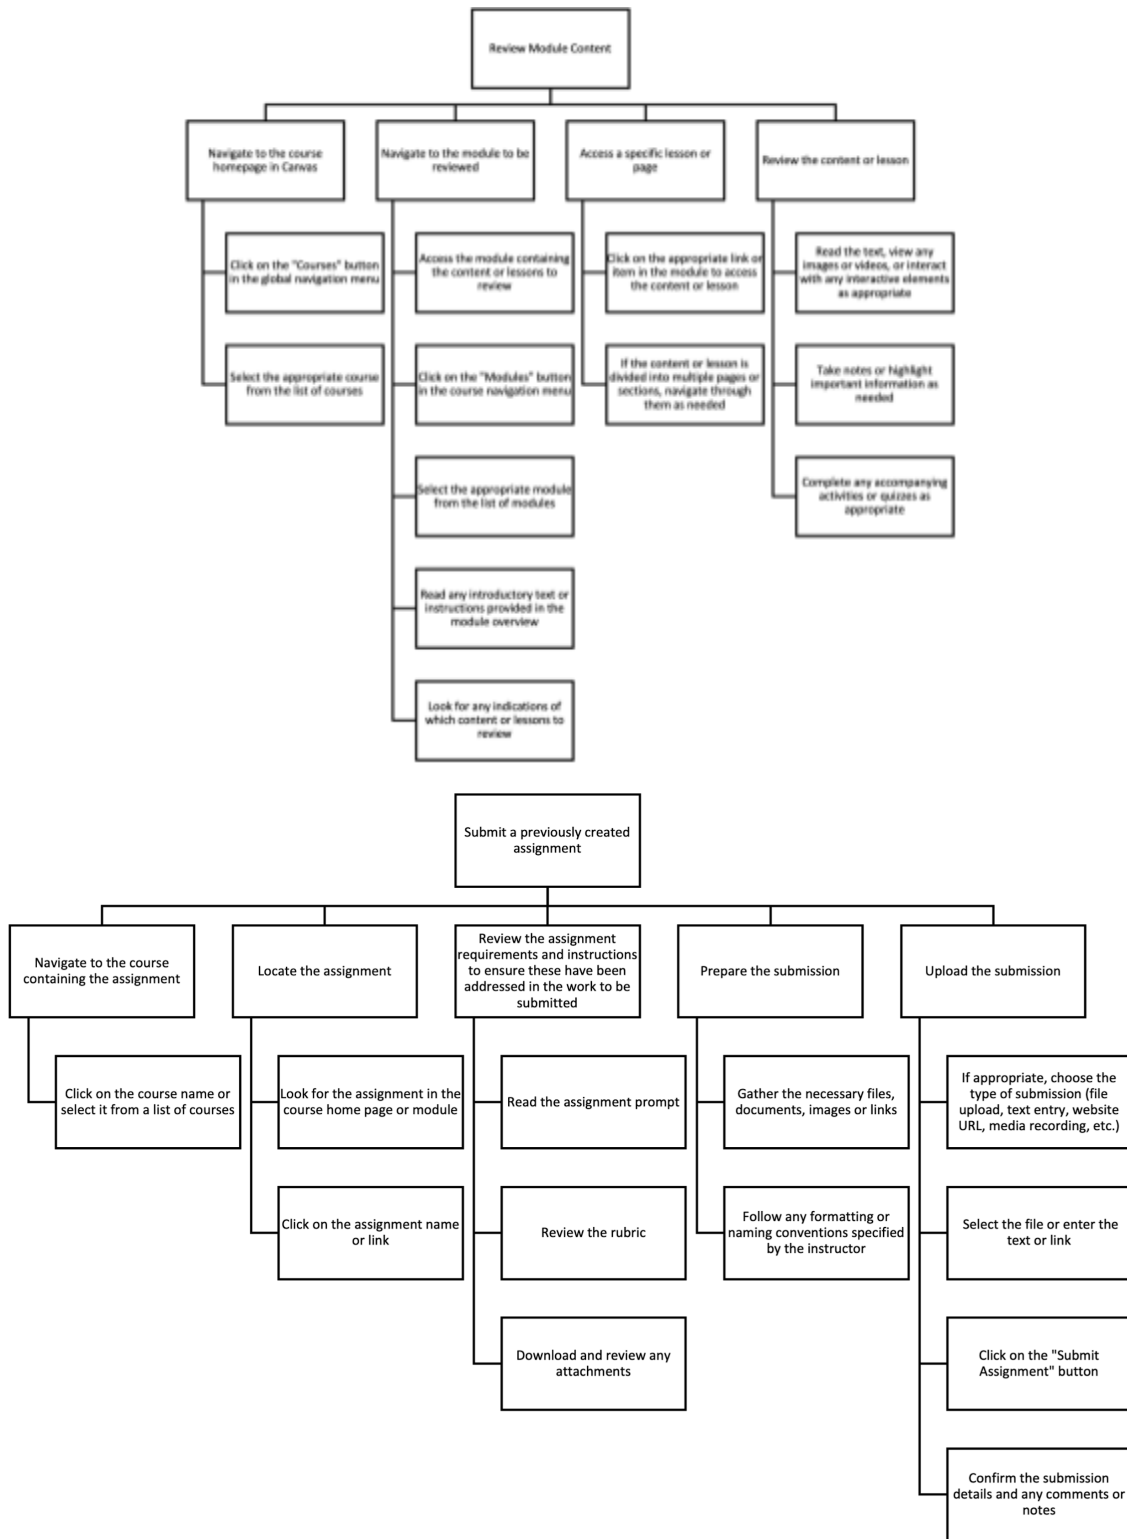 Review Module Content
Navigate to the course
homepage in Canvas
Navigate to the module to be
reviewed
Access a specific lesson or
page
Review the content or lesson
Click on the "Courses" button
in the global navigation menu
Access the module containing
the content or lessons to
review
Click on the appropriate link or
item in the module to access
the content or lesson
Read the text, view any
images or videos, or interact
with any interactive elements
as appropriate
Select the appropriate course
from the list of courses
Click on the "Modules" button
in the course navigation menu
If the content or lesson is
divided into multiple pages or
sections, navigate through
them as needed
Take notes or highlight
important information as
needed
Select the appropriate module
from the list of modules
Complete any accompanying
activities or quizzes as
appropriate
Read any introductory text or
instructions provided in the
module overview
Look for any indications of
which content or lessons to
review
Submit a previously created
assignment
Navigate to the course
containing the assignment
Locate the assignment
Review the assignment
requirements and instructions
to ensure these have been
addressed in the work to be
submitted
Prepare the submission
Upload the submission
Click on the course name or
select it from a list of courses
Look for the assignment in the
course home page or module
Read the assignment prompt
Gather the necessary files,
documents, images or links
If appropriate, choose the
type of submission (file
upload, text entry, website
URL, media recording, etc.)
Click on the assignment name
or link
Review the rubric
Follow any formatting or
naming conventions specified
by the instructor
Select the file or enter the
text or link
Download and review any
attachments
Click on the "Submit
Assignment" button
Confirm the submission
details and any comments or
notes